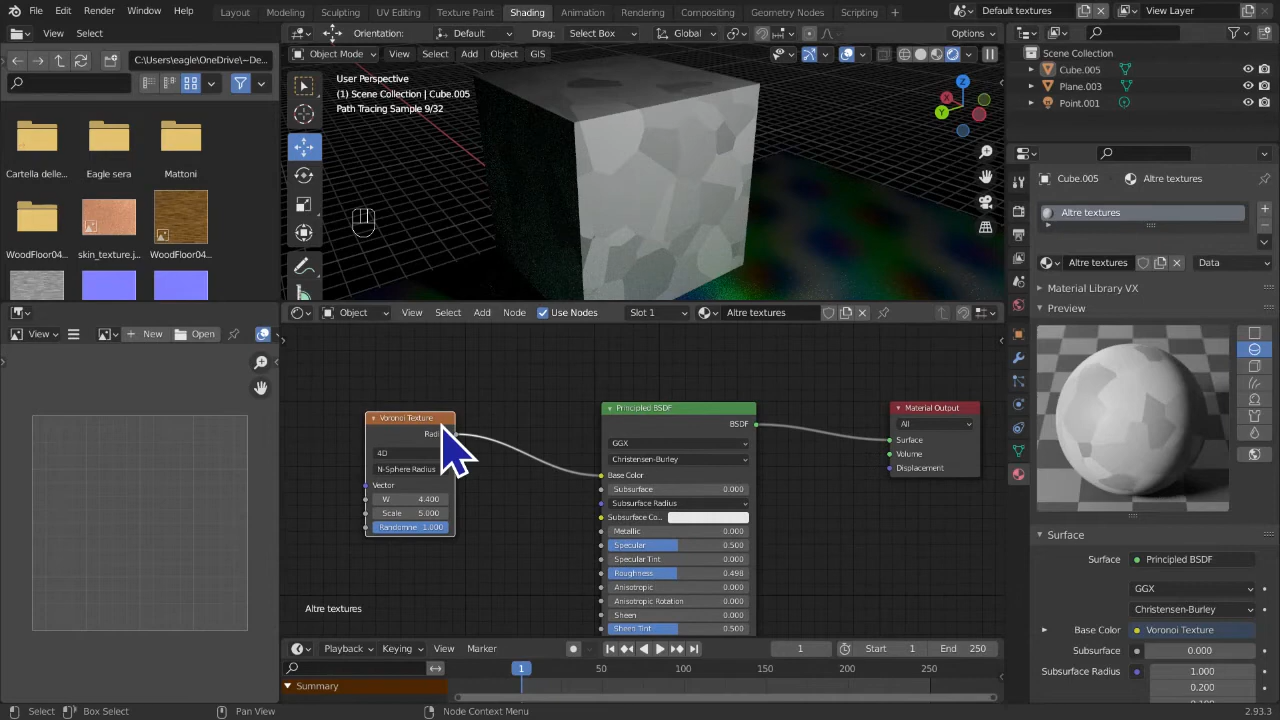 File Edit Render Window Help Layout Modeling Sculpting UV Editing Texture Paint Shading Animation Rendering Compositing Geometry Nodes Scripting + Default textures View Layer
View Select
C:\Users\eagle\OneDrive\~De...
Cartella delle...
Eagle sera
Mattoni
WoodFloor04...
skin_texture.j...
WoodFloor04...
Orientation: Default Drag: Select Box Global Options
Object Mode View Select Add Object GIS
User Perspective
(1) Scene Collection | Cube.005
Path Tracing Sample 9/32
Z
Y
Scene Collection
Cube.005
Plane.003
Point.001
Cube.005 Altre textures
Altre textures
Altre textures Data
Material Library VX
Preview
Surface
Surface Principled BSDF
GGX
Christensen-Burley
Base Color Voronoi Texture
Subsurface 0.000
Subsurface Radius 1.000
0.200
View New Open
Object View Select Add Node Use Nodes Slot 1 Altre textures
Voronoi Texture
4D
N-Sphere Radius
Vector
W 4.400
Scale 5.000
Randomne 1.000
Principled BSDF
BSDF
GGX
Christensen-Burley
Base Color
Subsurface 0.000
Subsurface Radius
Subsurface Co...
Metallic 0.000
Specular 0.500
Specular Tint 0.000
Roughness 0.498
Anisotropic 0.000
Anisotropic Rotation 0.000
Sheen 0.000
Sheen Tint 0.500
Material Output
All
Surface
Volume
Displacement
Altre textures
Playback Keying View Marker 1 Start 1 End 250
1 50 100 150 200 250
Summary
Select Box Select Pan View Node Context Menu 2.93.3